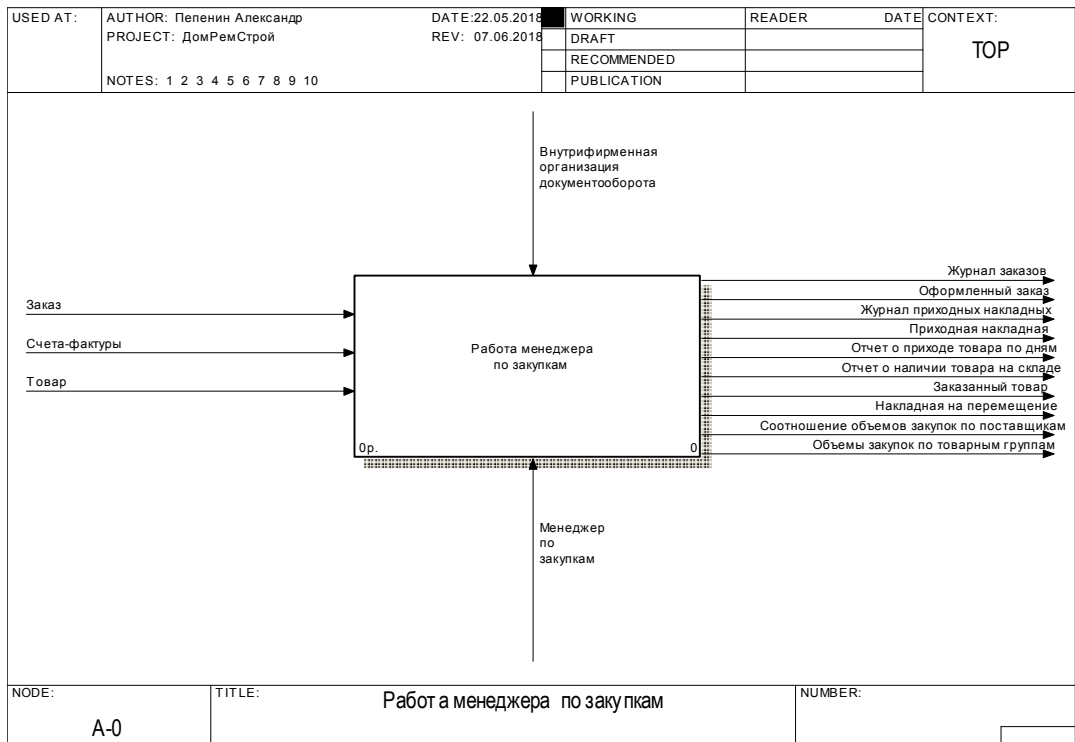 USED AT:
AUTHOR: Пепенин Александр
DATE:22.05.2018
WORKING
READER
DATE
CONTEXT:
PROJECT: ДомРемСтрой
REV: 07.06.2018
DRAFT
TOP
RECOMMENDED
NOTES: 1 2 3 4 5 6 7 8 9 10
PUBLICATION
Внутрифирменная
организация
документооборота
Заказ
Счета-фактуры
Товар
Работа менеджера
по закупкам
0р.
0
Журнал заказов
Оформленный заказ
Журнал приходных накладных
Приходная накладная
Отчет о приходе товара по дням
Отчет о наличии товара на складе
Заказанный товар
Накладная на перемещение
Соотношение объемов закупок по поставщикам
Объемы закупок по товарным группам
Менеджер
по
закупкам
NODE:
A-0
TITLE:
Работа менеджера по закупкам
NUMBER: